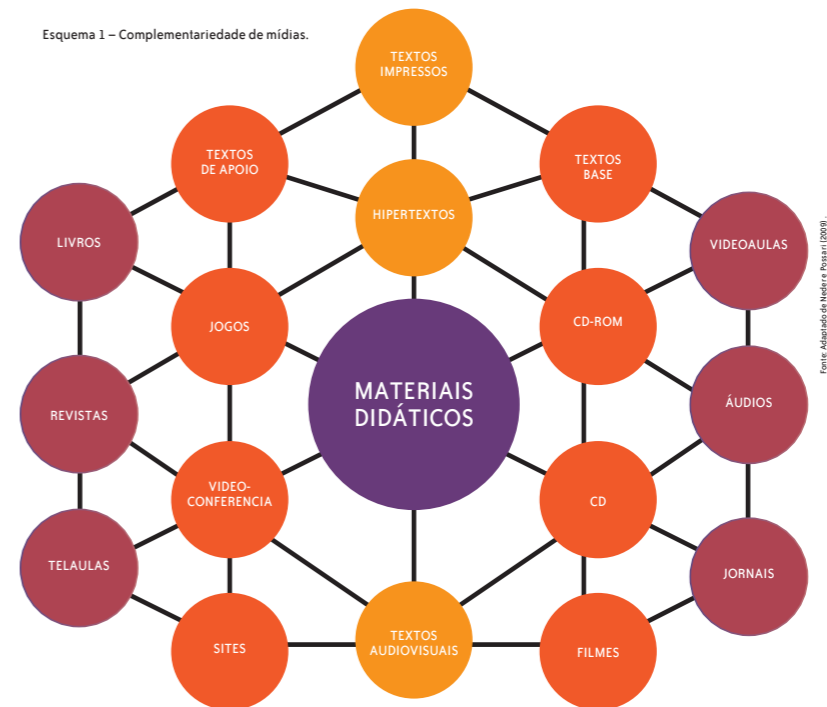 Esquema 1 – Complementariedade de mídias.
TEXTOS
IMPRESSOS
TEXTOS
DE APOIO
TEXTOS
BASE
HIPERTEXTOS
LIVROS
VIDEOAULAS
JOGOS
CD-ROM
MATERIAIS
DIDÁTICOS
REVISTAS
ÁUDIOS
VIDEO-
CONFERENCIA
CD
TELAULAS
JORNAIS
SITES
TEXTOS
AUDIOVISUAIS
FILMES
Fonte: Adaptado de Neder e Possari (2009).